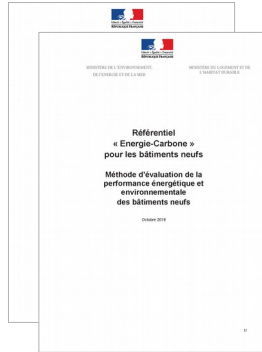 MINISTÈRE DE L'ENVIRONNEMENT,
DE L'ENERGIE ET DE LA MER
MINISTÈRE DU LOGEMENT ET DE
L'HABITAT DURABLE
Référentiel
« Energie-Carbone »
pour les bâtiments neufs
Méthode d'évaluation de la
performance énergétique et
environnementale
des bâtiments neufs
Octobre 2016